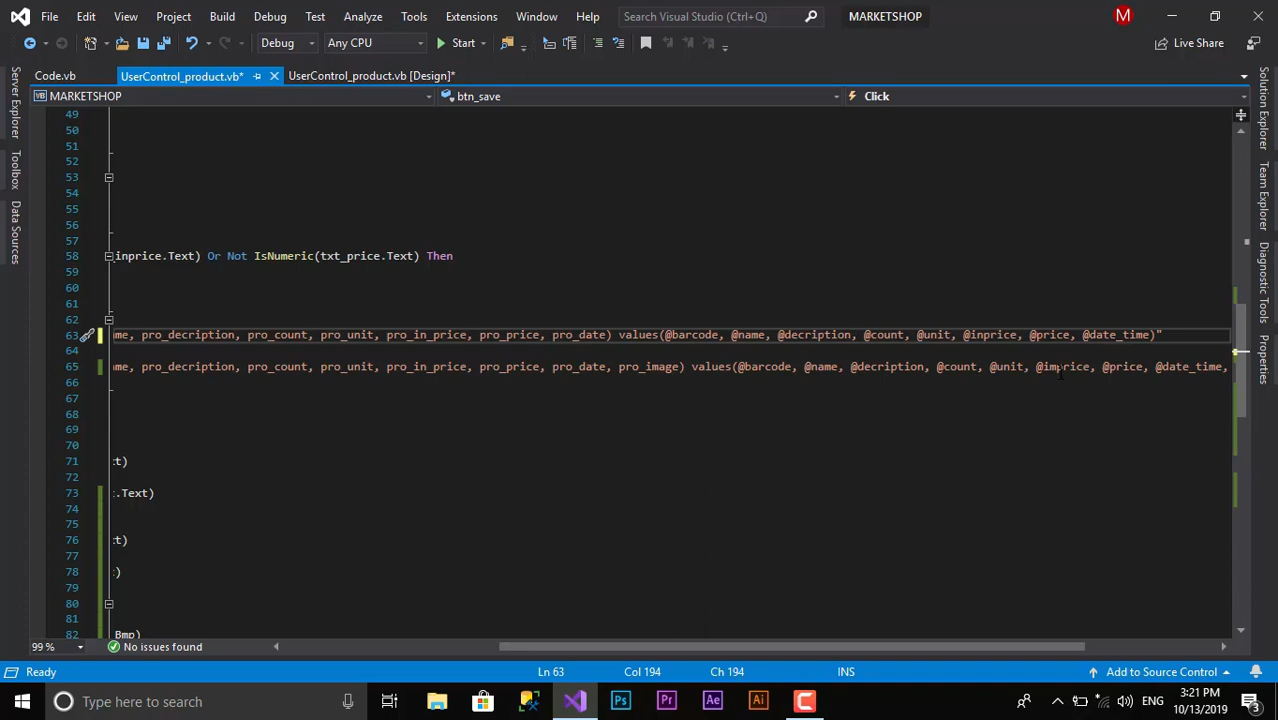 File Edit View Project Build Debug Test Analyze Tools Extensions Window Help Search Visual Studio (Ctrl+Q) MARKETSHOP M
Debug Any CPU Start Live Share
Code.vb UserControl_product.vb* UserControl_product.vb [Design]*
MARKETSHOP btn_save Click
Server Explorer
Toolbox
Data Sources
49
50
51
52
53
54
55
56
57
58 inprice.Text) Or Not IsNumeric(txt_price.Text) Then
59
60
61
62
63 me, pro_decription, pro_count, pro_unit, pro_in_price, pro_price, pro_date) values(@barcode, @name, @decription, @count, @unit, @inprice, @price, @date_time)"
64
65 me, pro_decription, pro_count, pro_unit, pro_in_price, pro_price, pro_date, pro_image) values(@barcode, @name, @decription, @count, @unit, @imprice, @price, @date_time,
66
67
68
69
70
71 t)
72
73 .Text)
74
75
76 t)
77
78 t)
79
80
81
82 Bmp)
Solution Explorer
Team Explorer
Diagnostic Tools
Properties
99 % No issues found
Ready Ln 63 Col 194 Ch 194 INS Add to Source Control
Type here to search Ps Pr Ae Ai ENG 3:21 PM
10/13/2019 3